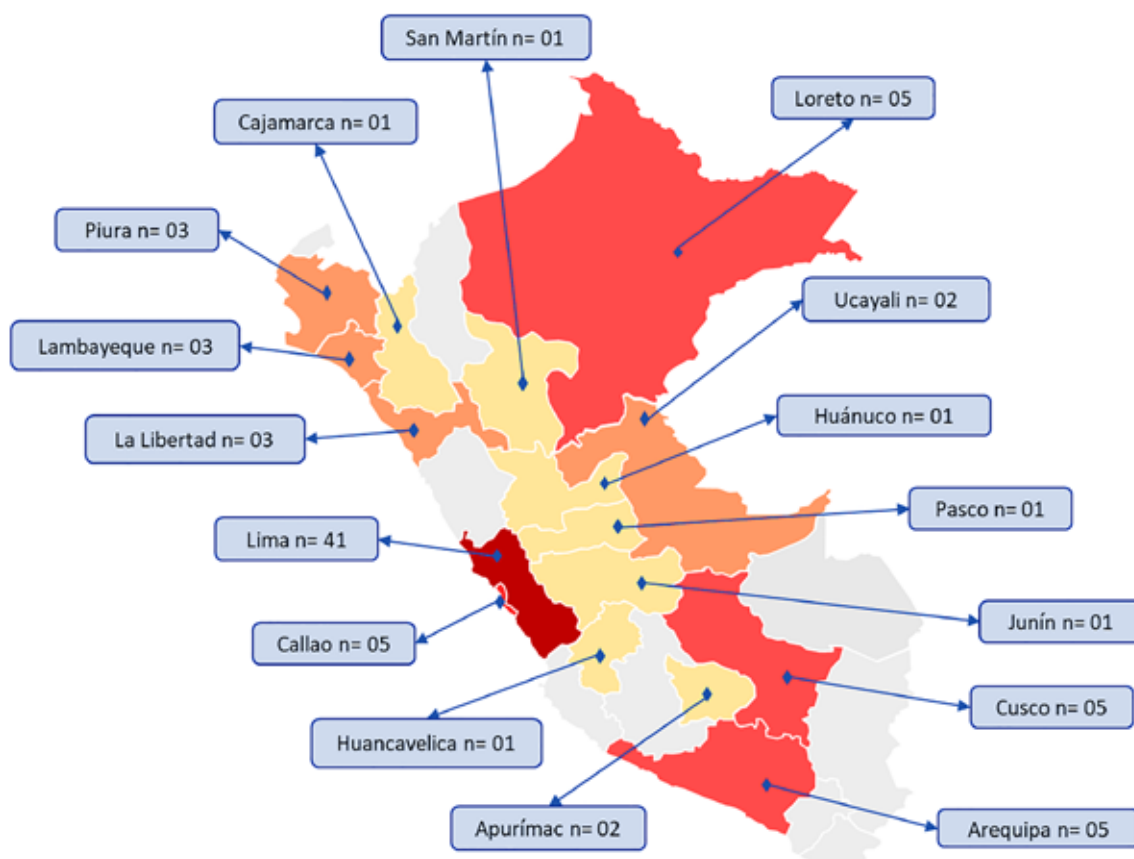 San Martín n= 01
Loreto n= 05
Cajamarca n= 01
Piura n= 03
Ucayali n= 02
Lambayeque n= 03
Huánuco n= 01
La Libertad n= 03
Pasco n= 01
Lima n= 41
Junín n= 01
Callao n= 05
Cusco n= 05
Huancavelica n= 01
Apurímac n= 02
Arequipa n= 05